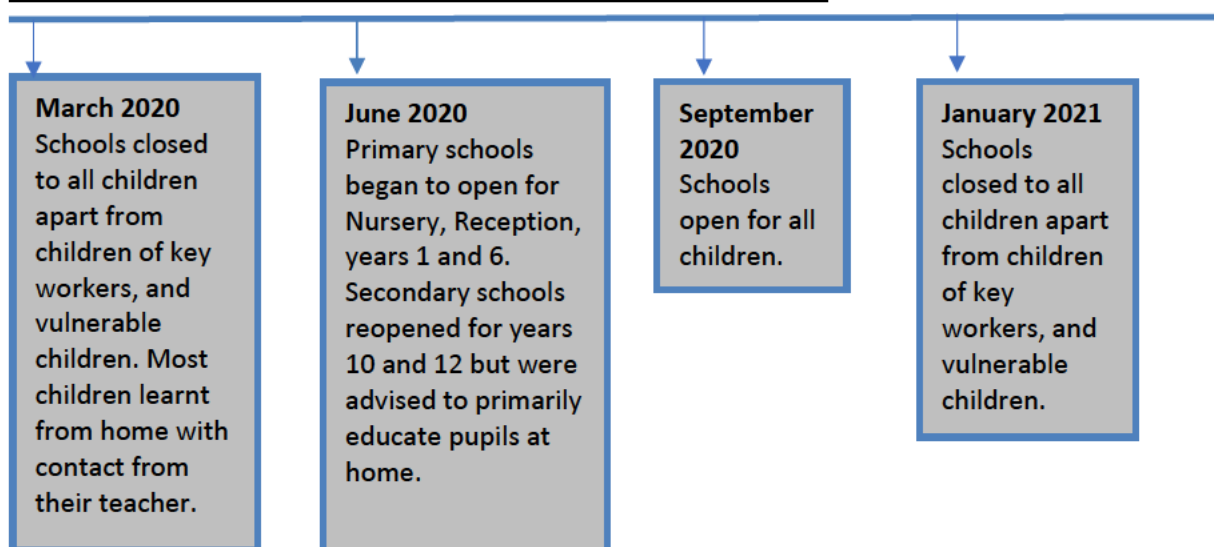 March 2020
Schools closed
to all children
apart from
children of key
workers, and
vulnerable
children. Most
children learnt
from home with
contact from
their teacher.
June 2020
Primary schools
began to open for
Nursery, Reception,
years 1 and 6.
Secondary schools
reopened for years
10 and 12 but were
advised to primarily
educate pupils at
home.
September
2020
Schools
open for all
children.
January 2021
Schools
closed to all
children apart
from children
of key
workers, and
vulnerable
children.